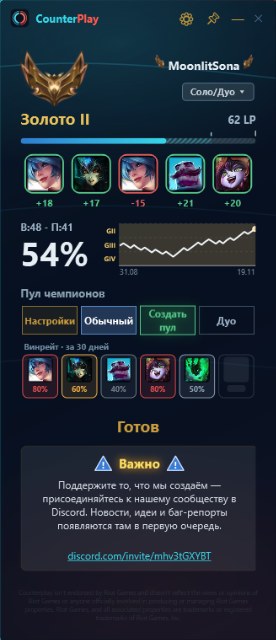 CounterPlay
MoonlitSona
Соло/Дуо
Золото II
62 LP
+18 +17 -15 +21 +20
В:48 - П:41
54%
GII
GIII
GIV
31.08 19.11
Пул чемпионов
Настройки Обычный Создать пул Дуо
Винрейт · за 30 дней
80% 60% 40% 80% 50%
Готов
Важно
Поддержите то, что мы создаём —
присоединяйтесь к нашему сообществу в
Discord. Новости, идеи и баг-репорты
появляются там в первую очередь.
discord.com/invite/mhv3tGXYBT